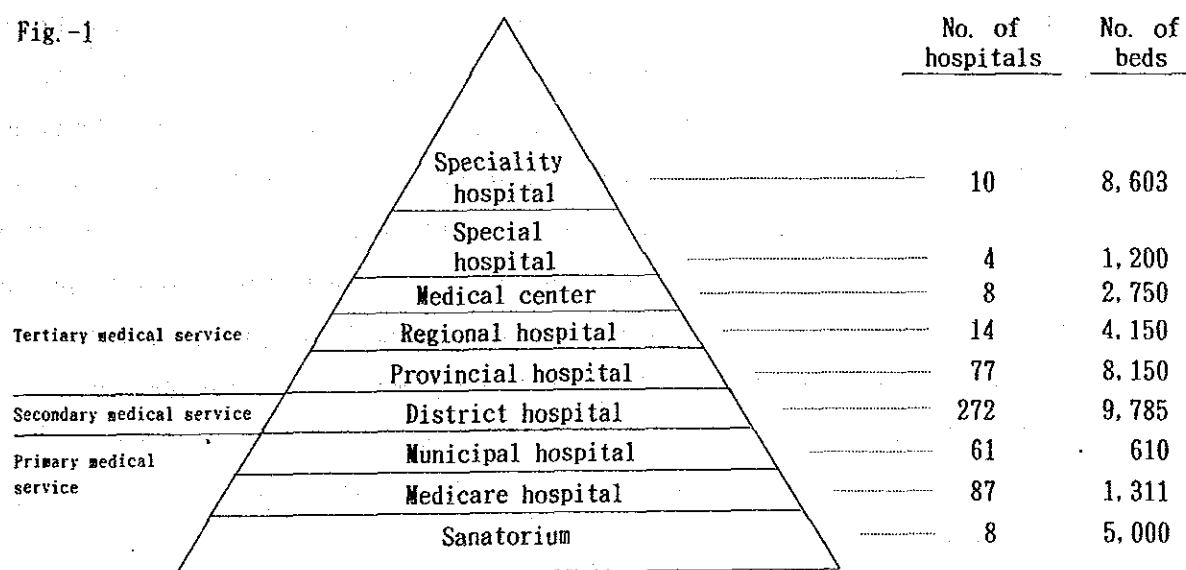 Fig.-1
No. of hospitals No. of beds
Speciality hospital 10 8,603
Special hospital 4 1,200
Medical center 8 2,750
Tertiary medical service Regional hospital 14 4.150
Provincial hospital 77 8,150
Secondary medical service District hospital 272 9,785
Primary medical service Municipal hospital 61 610
Medicare hospital 87 1,311
Sanatorium 8 5,000